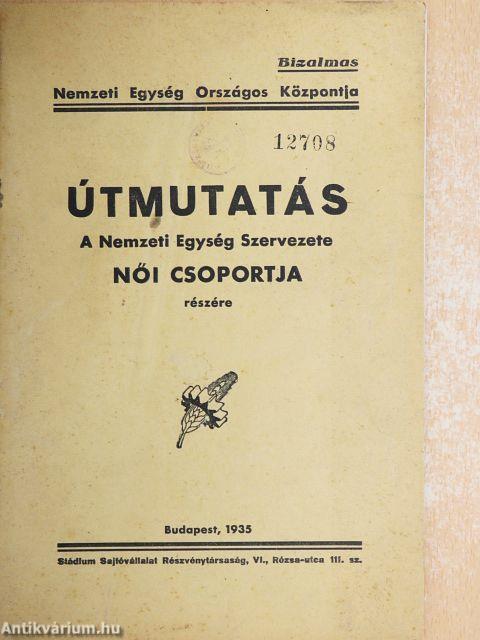 Bizalmas
Nemzeti Egység Országos Központja
12708
ÚTMUTATÁS
A Nemzeti Egység Szervezete
NŐI CSOPORTJA
részére
Budapest, 1935
Stádium Sajtóvállalat Részvénytársaság, VI., Rózsa-utca 111. sz.
Antikvárium.hu